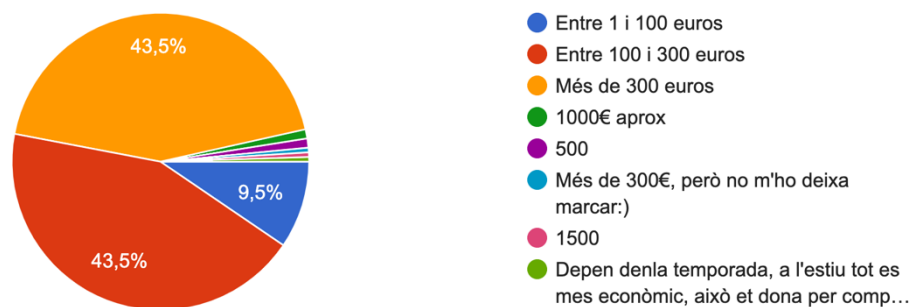 43,5%
9,5%
43,5%
Entre 1 i 100 euros
Entre 100 i 300 euros
Més de 300 euros
1000€ aprox
500
Més de 300€, però no m'ho deixa
marcar:)
1500
Depen denla temporada, a l'estiu tot es
mes econòmic, això et dona per comp…